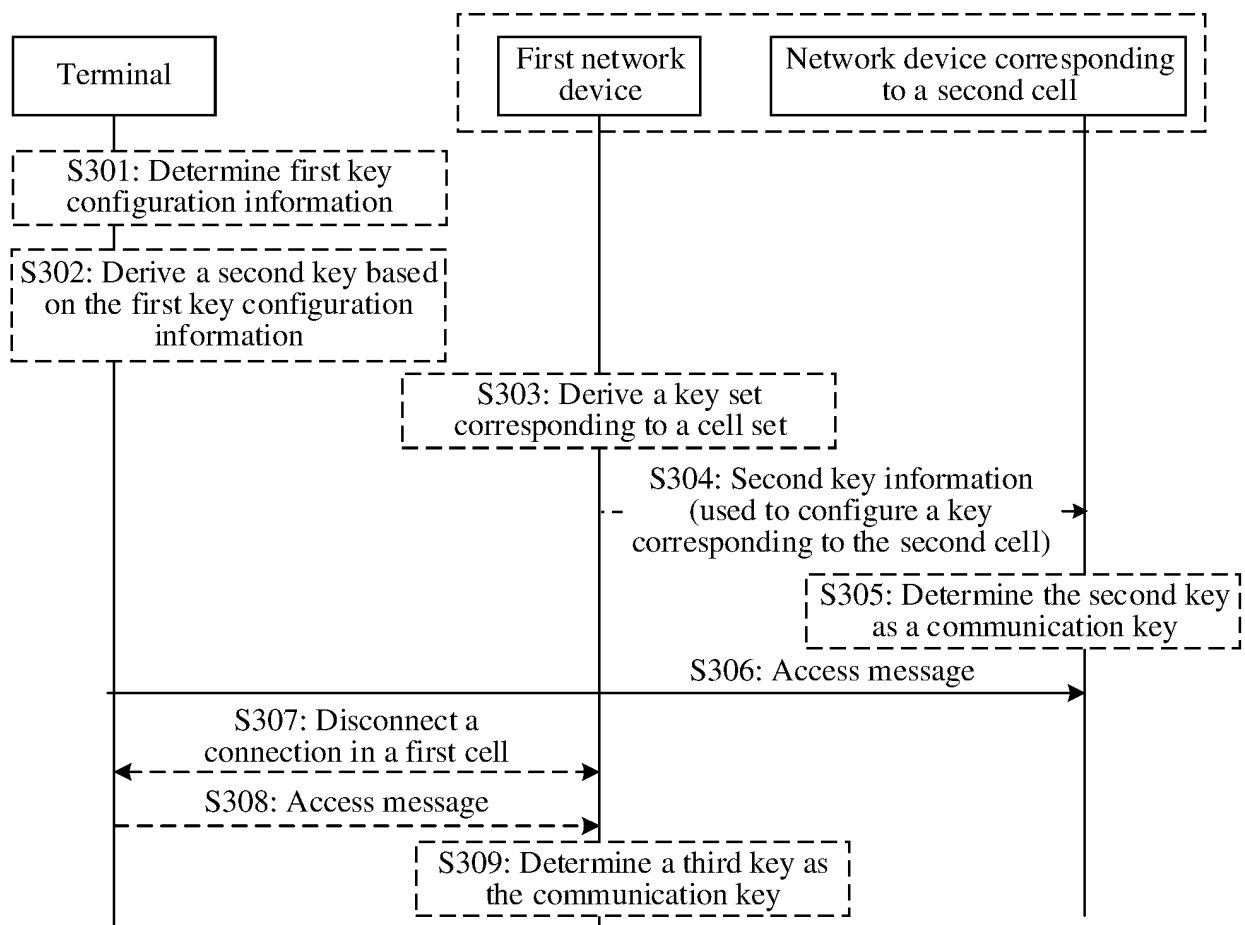 Terminal
First network
device
Network device corresponding
to a second cell
S301: Determine first key
configuration information
S302: Derive a second key based
on the first key configuration
information
S303: Derive a key set
corresponding to a cell set
S304: Second key information
(used to configure a key
corresponding to the second cell)
S305: Determine the second key
as a communication key
S306: Access message
S307: Disconnect a
connection in a first cell
S308: Access message
S309: Determine a third key as
the communication key